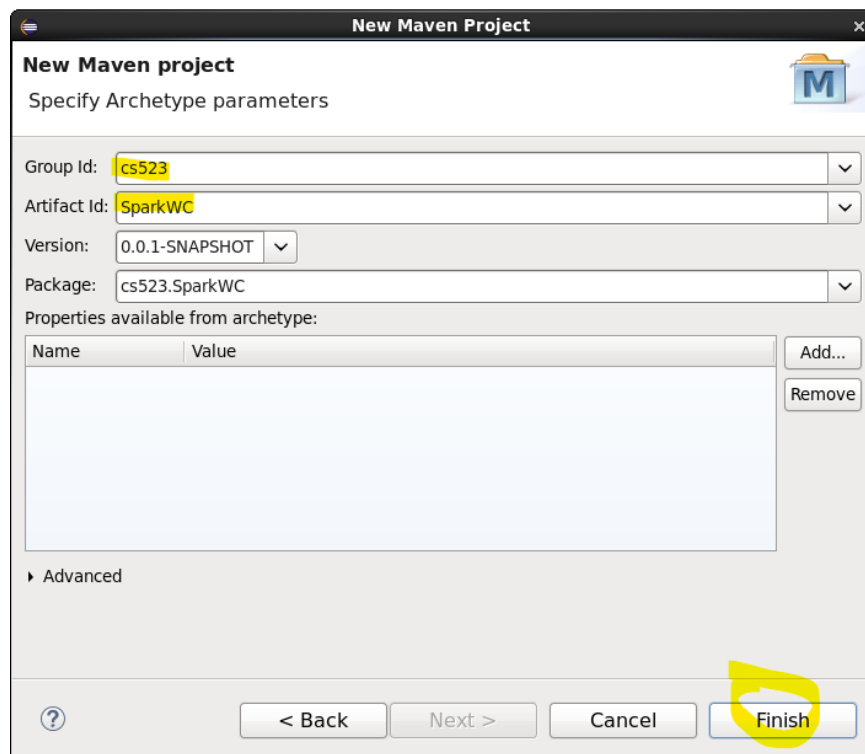 New Maven Project
New Maven project
M
Specify Archetype parameters
Group Id: cs523
Artifact Id: SparkWC
Version: 0.0.1-SNAPSHOT
Package: cs523.SparkWC
Properties available from archetype:
Name Value Add...
Remove
Advanced
? < Back Next > Cancel Finish